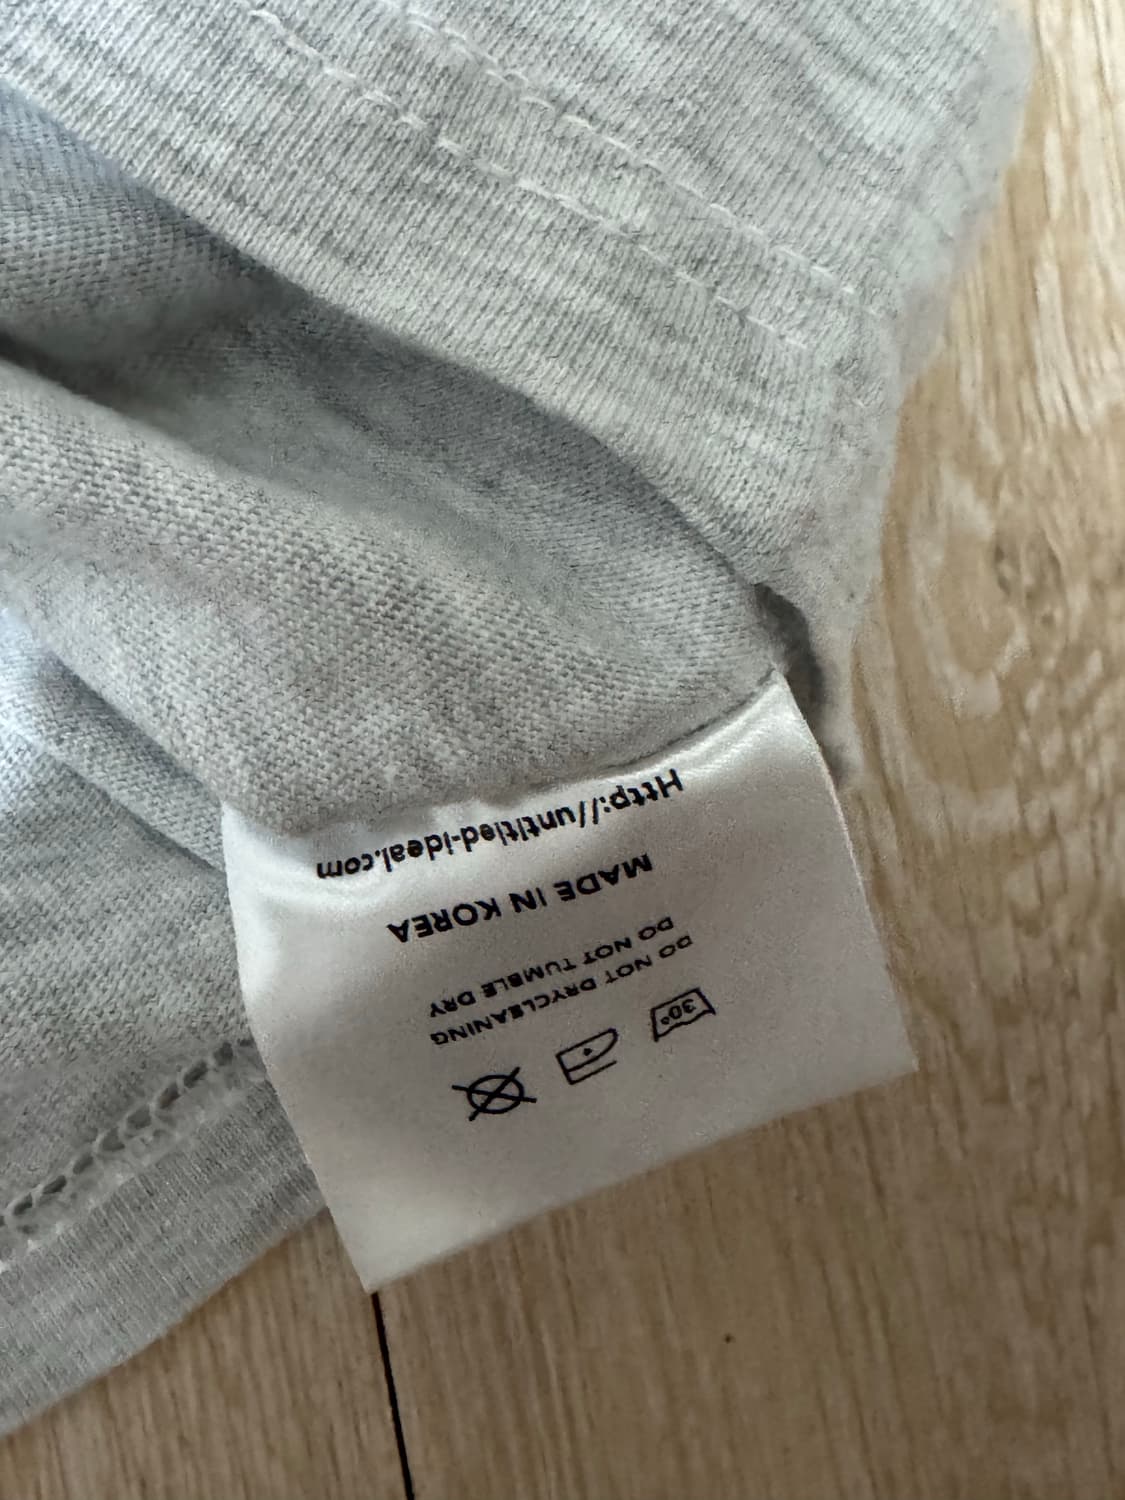 30°
DO NOT DRYCLEANING
DO NOT TUMBLE DRY
MADE IN KOREA
Http://untitled-ideal.com